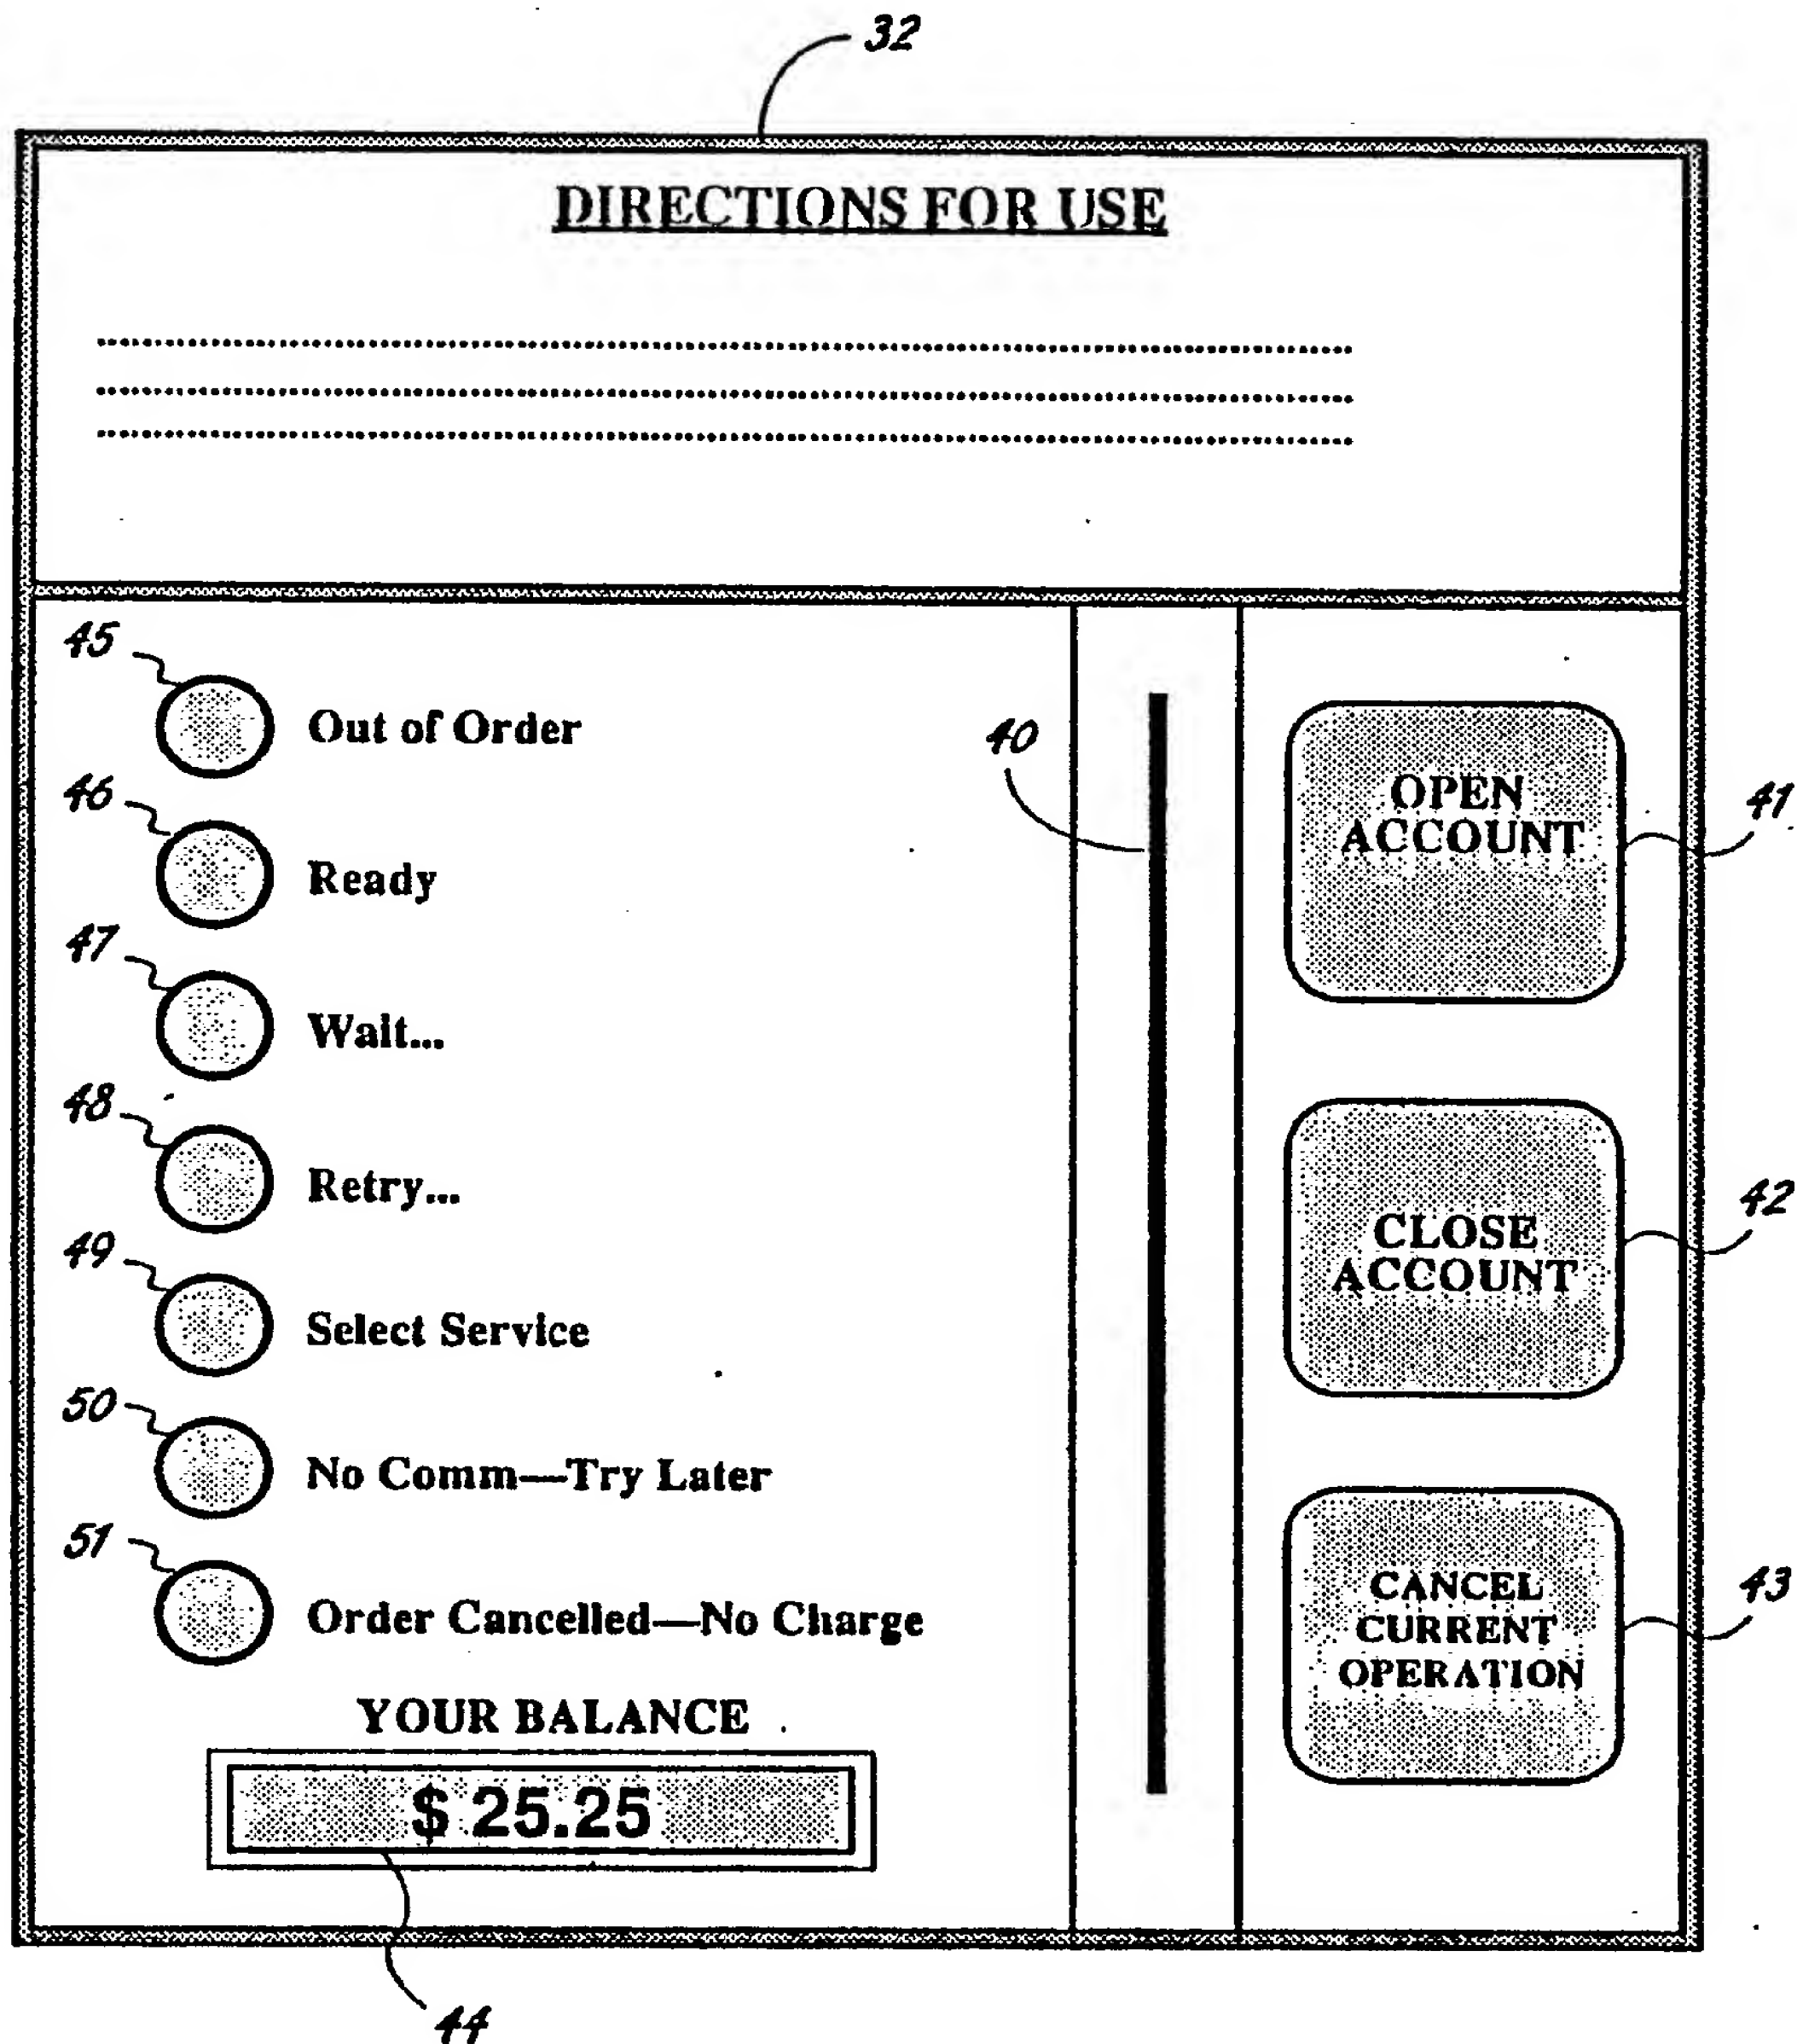 32
DIRECTIONS FOR USE
45
Out of Order
46
Ready
47
Wait...
48
Retry...
49
Select Service
50
No Comm—Try Later
51
Order Cancelled—No Charge
YOUR BALANCE
$ 25.25
44
40
OPEN
ACCOUNT
41
CLOSE
ACCOUNT
42
CANCEL
CURRENT
OPERATION
43